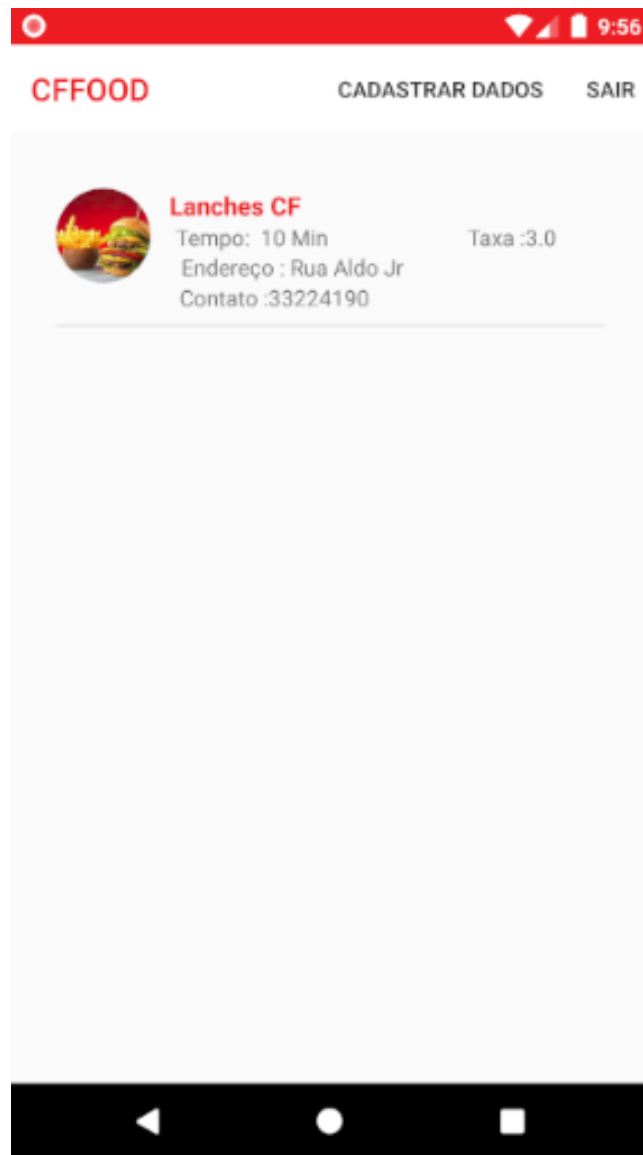 9:56
CFFOOD CADASTRAR DADOS SAIR
Lanches CF
Tempo: 10 Min Taxa :3.0
Endereço : Rua Aldo Jr
Contato :33224190